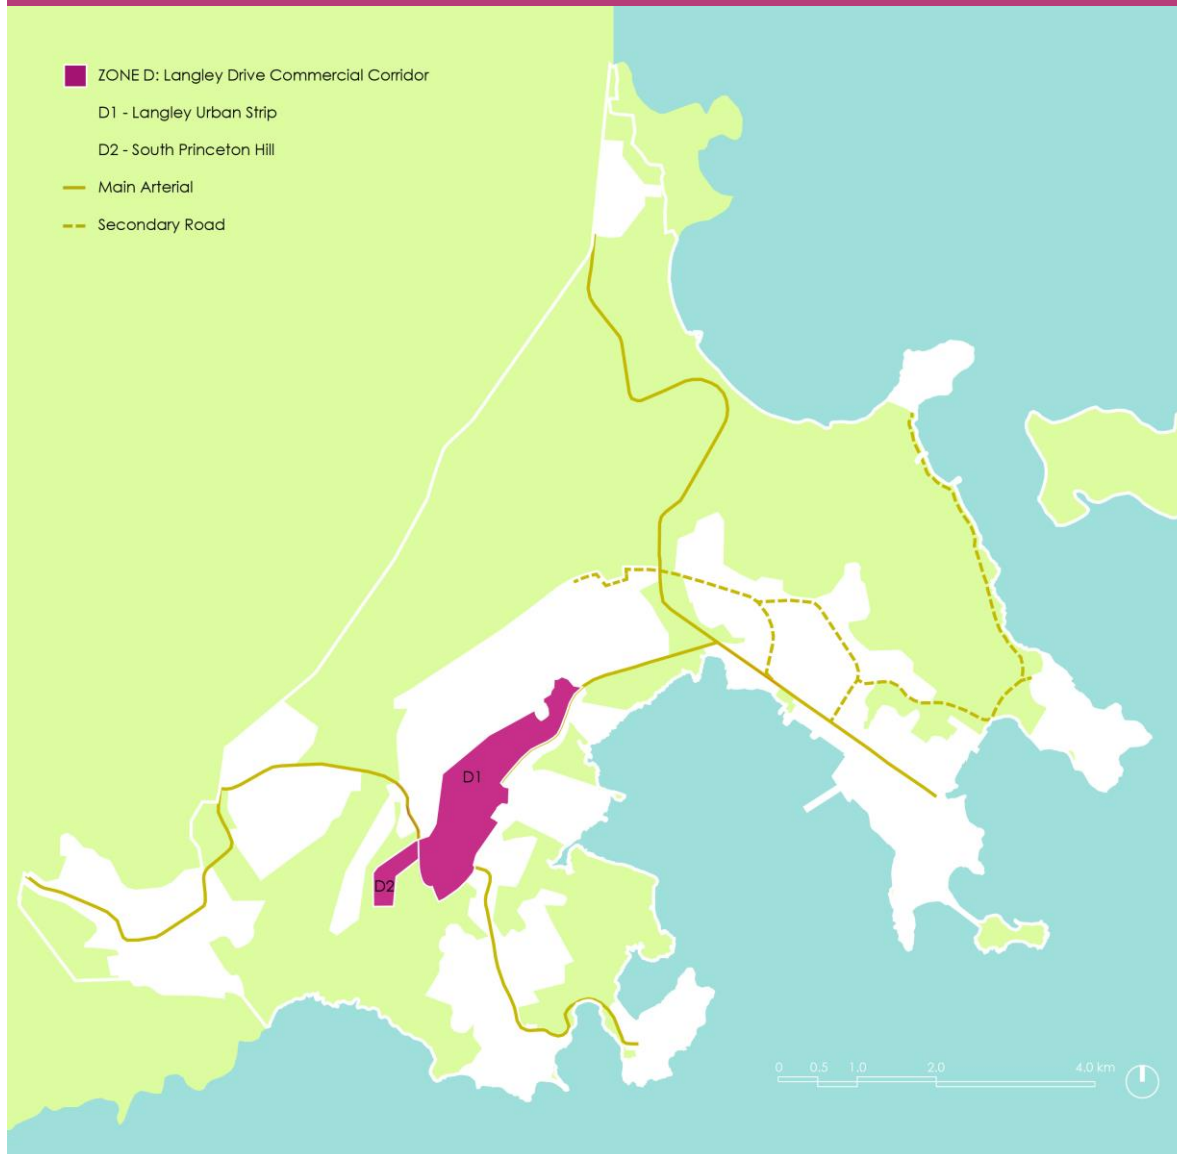 ZONE D: Langley Drive Commercial Corridor
D1 - Langley Urban Strip
D2 - South Princeton Hill
Main Arterial
Secondary Road
D1
D2
0 0.5 1.0 2.0 4.0 km